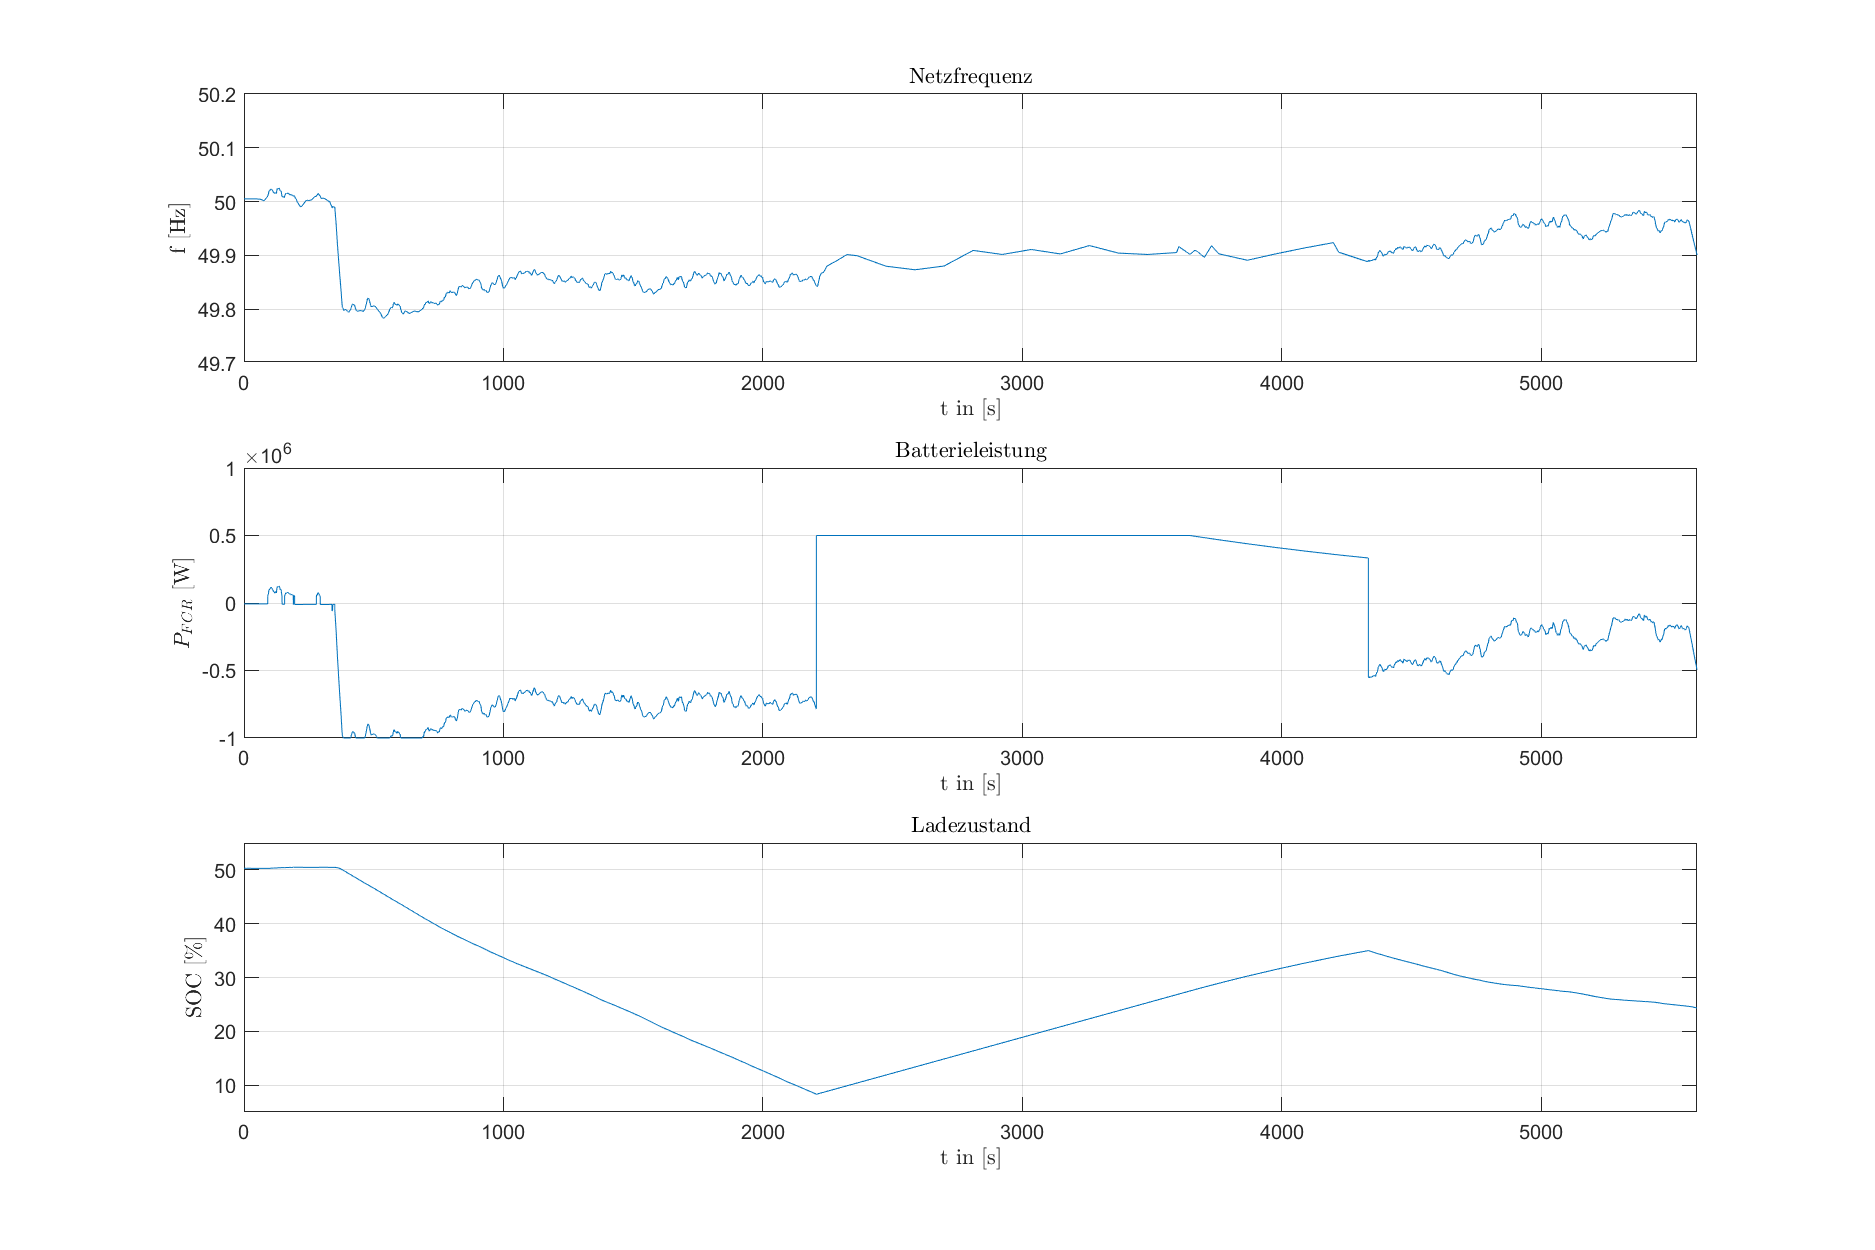 Netzfrequenz
50.2
50.1
50
49.9
49.8
49.7
f [Hz]
0 1000 2000 3000 4000 5000
t in [s]
Batterieleistung
×10^6
1
0.5
0
-0.5
-1
P_FCR [W]
0 1000 2000 3000 4000 5000
t in [s]
Ladezustand
50
40
30
20
10
SOC [%]
0 1000 2000 3000 4000 5000
t in [s]